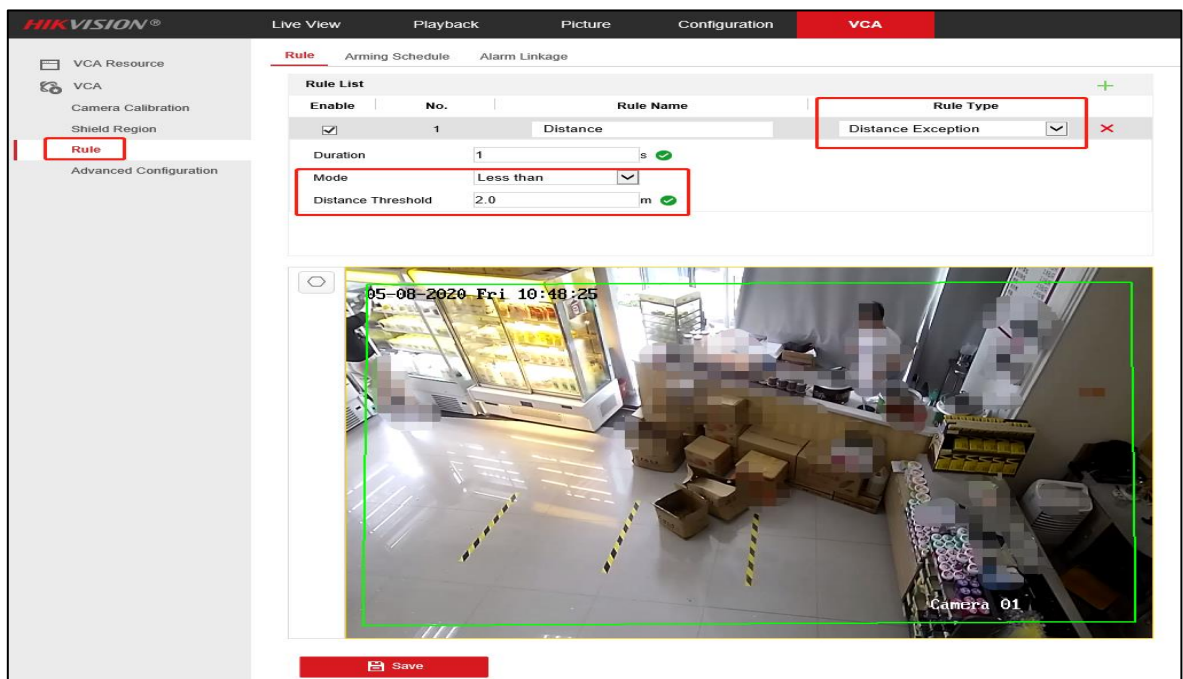 HIKVISION®
Live View Playback Picture Configuration VCA
VCA Resource
VCA
Camera Calibration
Shield Region
Rule
Advanced Configuration
Rule Arming Schedule Alarm Linkage
Rule List
Enable No. Rule Name Rule Type
1 Distance Distance Exception
Duration 1 s
Mode Less than
Distance Threshold 2.0 m
05-08-2020 Fri 10:48:25
Camera 01
Save